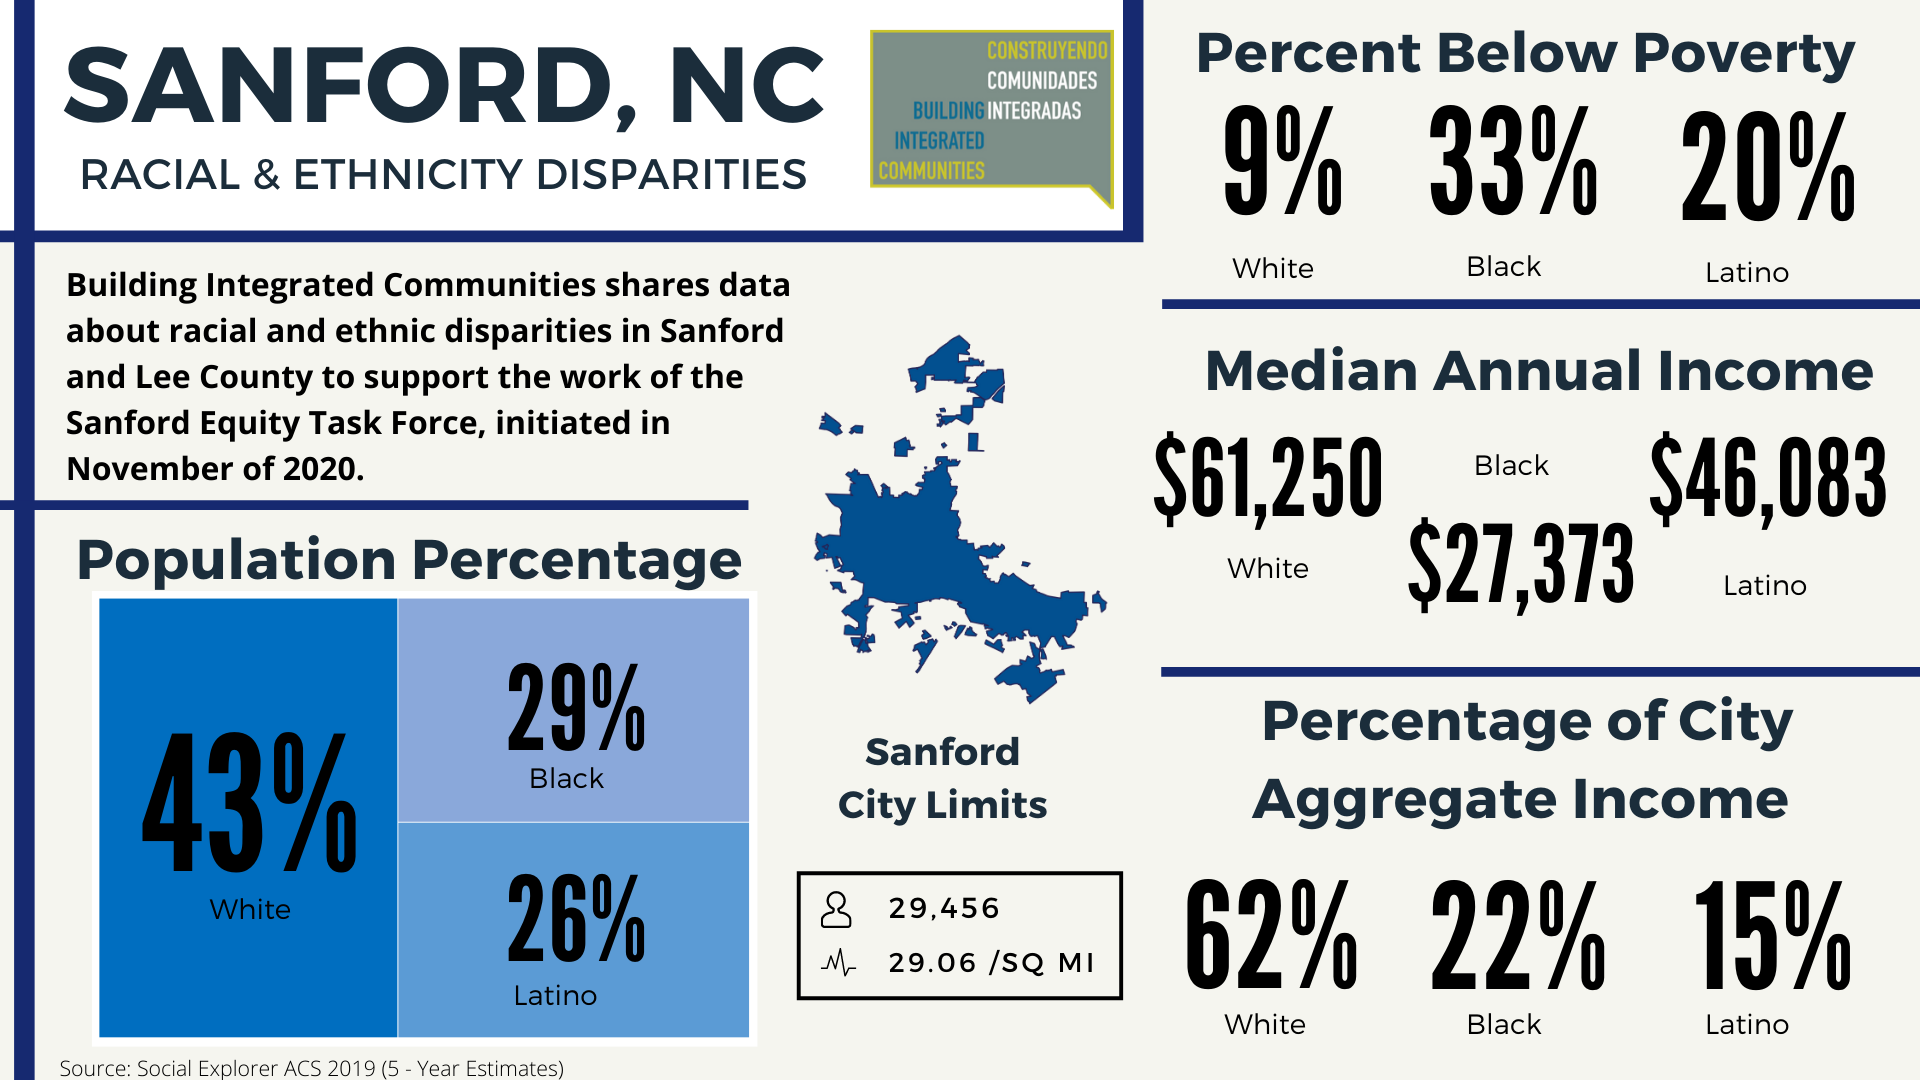 SANFORD, NC
RACIAL & ETHNICITY DISPARITIES
CONSTRUYENDO
COMUNIDADES
BUILDING INTEGRADAS
INTEGRATED
COMMUNITIES
Building Integrated Communities shares data
about racial and ethnic disparities in Sanford
and Lee County to support the work of the
Sanford Equity Task Force, initiated in
November of 2020.
Population Percentage
43%
White
29%
Black
26%
Latino
Source: Social Explorer ACS 2019 (5 - Year Estimates)
Sanford
City Limits
29,456
29.06 /SQ MI
Percent Below Poverty
9% 33% 20%
White Black Latino
Median Annual Income
$61,250
White
Black
$27,373
$46,083
Latino
Percentage of City
Aggregate Income
62% 22% 15%
White Black Latino